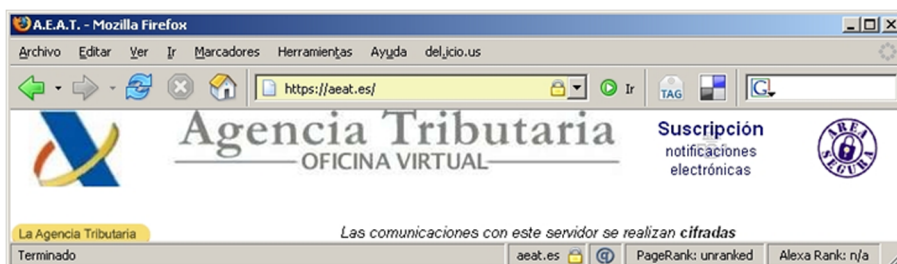 A.E.A.T. - Mozilla Firefox
Archivo Editar Ver Ir Marcadores Herramientas Ayuda del.icio.us
https://aeat.es/ Ir TAG G
Agencia Tributaria
OFICINA VIRTUAL
Suscripción
notificaciones
electrónicas
AREA
SEGURA
La Agencia Tributaria
Las comunicaciones con este servidor se realizan cifradas
Terminado aeat.es @ PageRank: unranked Alexa Rank: n/a